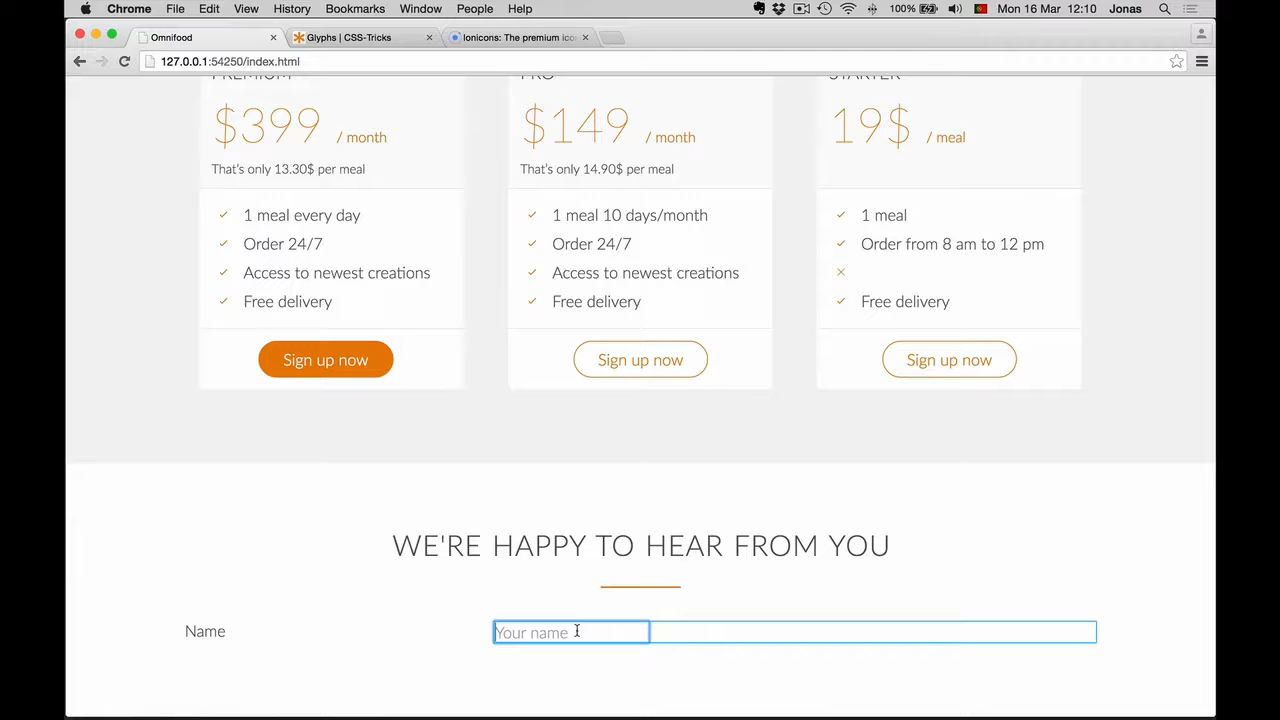 Chrome File Edit View History Bookmarks Window People Help 100% Mon 16 Mar 12:10 Jonas
Omnifood Glyphs | CSS-Tricks Ionicons: The premium ico
127.0.0.1:54250/index.html
PREMIUM PRO STARTER
$399 / month $149 / month 19$ / meal
That's only 13.30$ per meal That's only 14.90$ per meal
1 meal every day 1 meal 10 days/month 1 meal
Order 24/7 Order 24/7 Order from 8 am to 12 pm
Access to newest creations Access to newest creations
Free delivery Free delivery Free delivery
Sign up now Sign up now Sign up now
WE'RE HAPPY TO HEAR FROM YOU
Name Your name